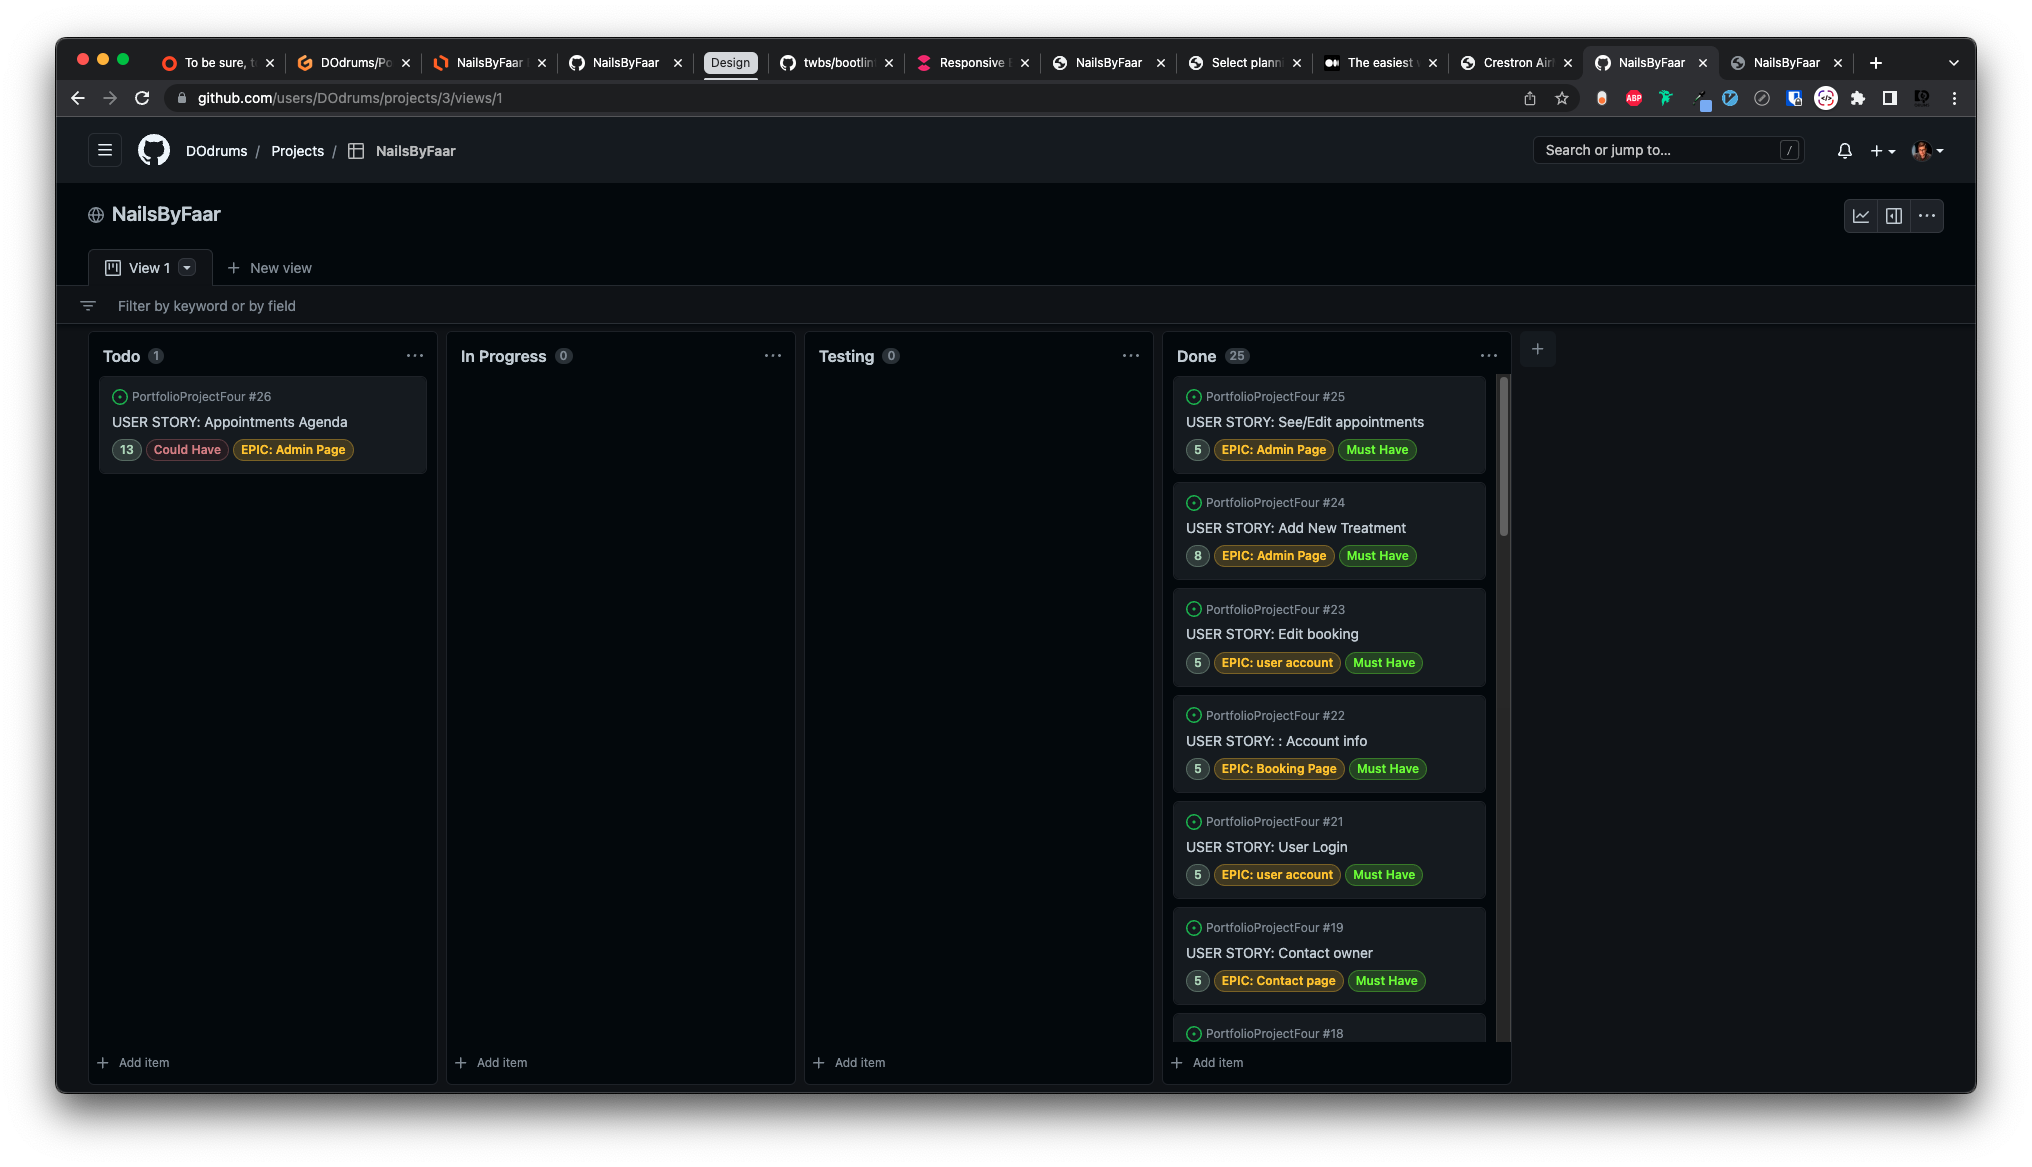 To be sure, t
DOdrums/Po
NailsByFaar
NailsByFaar
Design
twbs/bootlin
Responsive
NailsByFaar
Select plann
The easiest
Crestron Air
NailsByFaar
NailsByFaar
github.com/users/DOdrums/projects/3/views/1
ABP
DOdrums / Projects / NailsByFaar
Search or jump to... /
NailsByFaar
View 1
New view
Filter by keyword or by field
Todo 1
PortfolioProjectFour #26
USER STORY: Appointments Agenda
13 Could Have EPIC: Admin Page
Add item
In Progress 0
Add item
Testing 0
Add item
Done 25
PortfolioProjectFour #25
USER STORY: See/Edit appointments
5 EPIC: Admin Page Must Have
PortfolioProjectFour #24
USER STORY: Add New Treatment
8 EPIC: Admin Page Must Have
PortfolioProjectFour #23
USER STORY: Edit booking
5 EPIC: user account Must Have
PortfolioProjectFour #22
USER STORY: : Account info
5 EPIC: Booking Page Must Have
PortfolioProjectFour #21
USER STORY: User Login
5 EPIC: user account Must Have
PortfolioProjectFour #19
USER STORY: Contact owner
5 EPIC: Contact page Must Have
PortfolioProjectFour #18
Add item